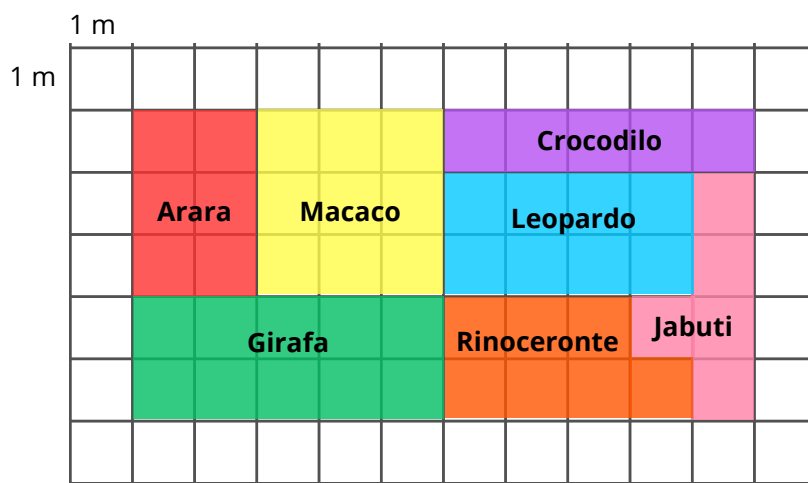 1 m
1 m
Crocodilo
Arara
Macaco
Leopardo
Girafa
Rinoceronte
Jabuti